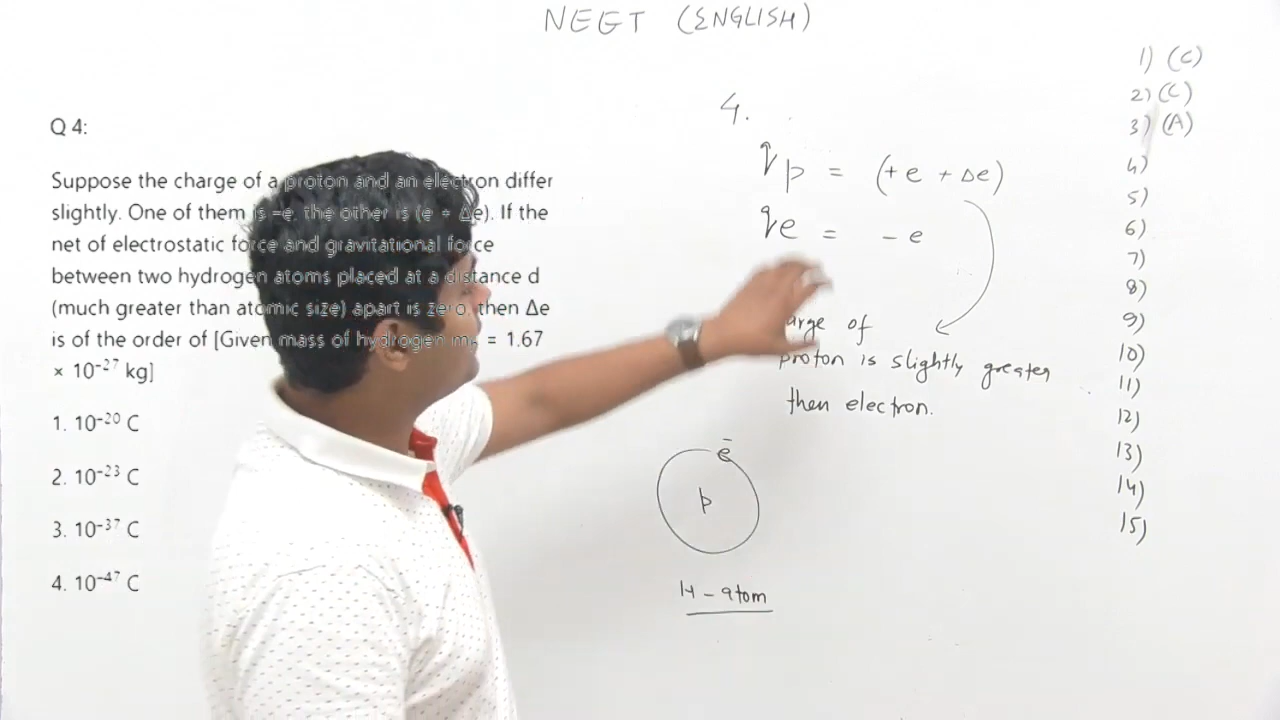 NEET (ENGLISH)
Q 4:
Suppose the charge of a proton and an electron differ
slightly. One of them is –e, the other is (e + Δe). If the
net of electrostatic force and gravitational force
between two hydrogen atoms placed at a distance d
(much greater than atomic size) apart is zero, then Δe
is of the order of [Given mass of hydrogen mₕ = 1.67
× 10⁻²⁷ kg]
1. 10⁻²⁰ C
2. 10⁻²³ C
3. 10⁻³⁷ C
4. 10⁻⁴⁷ C
4.
qp = (+e + Δe)
qe = - e
arge of
proton is slightly greater
then electron.
e̅
p
H - atom
1) (C)
2) (C)
3) (A)
4)
5)
6)
7)
8)
9)
10)
11)
12)
13)
14)
15)